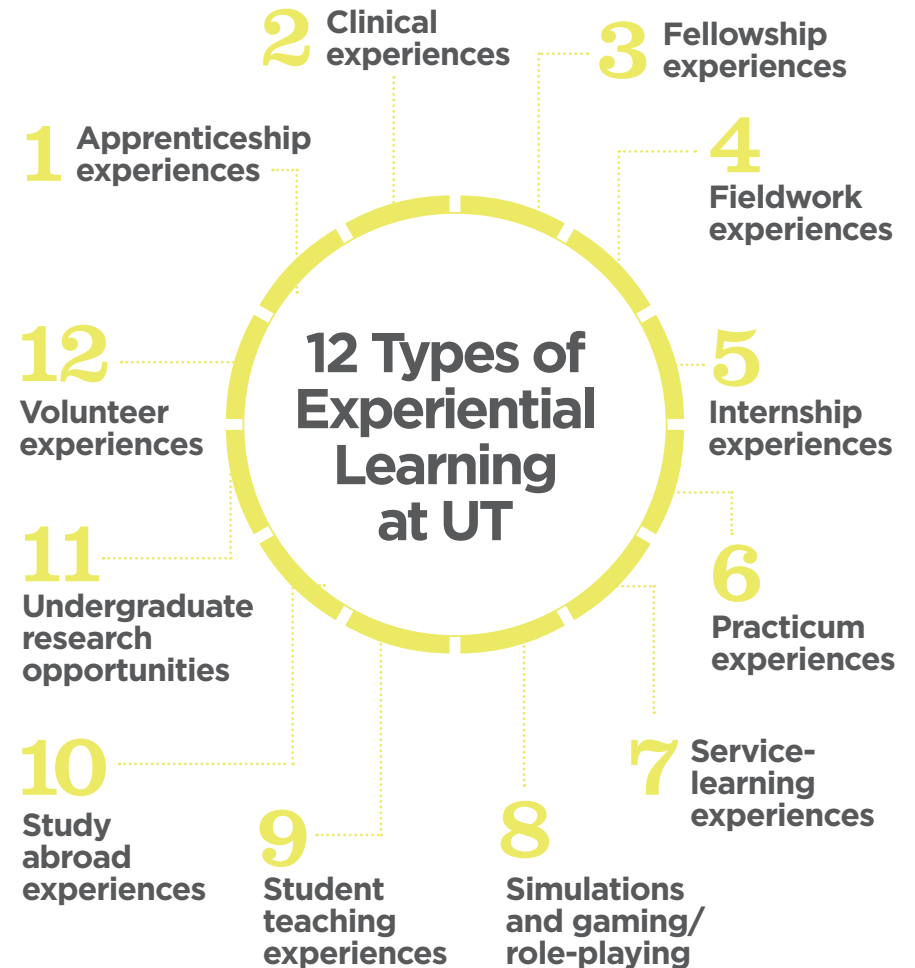 12 Types of
Experiential
Learning
at UT
1
Apprenticeship
experiences
2
Clinical
experiences
3
Fellowship
experiences
4
Fieldwork
experiences
5
Internship
experiences
6
Practicum
experiences
7
Service-
learning
experiences
8
Simulations
and gaming/
role-playing
9
Student
teaching
experiences
10
Study
abroad
experiences
11
Undergraduate
research
opportunities
12
Volunteer
experiences